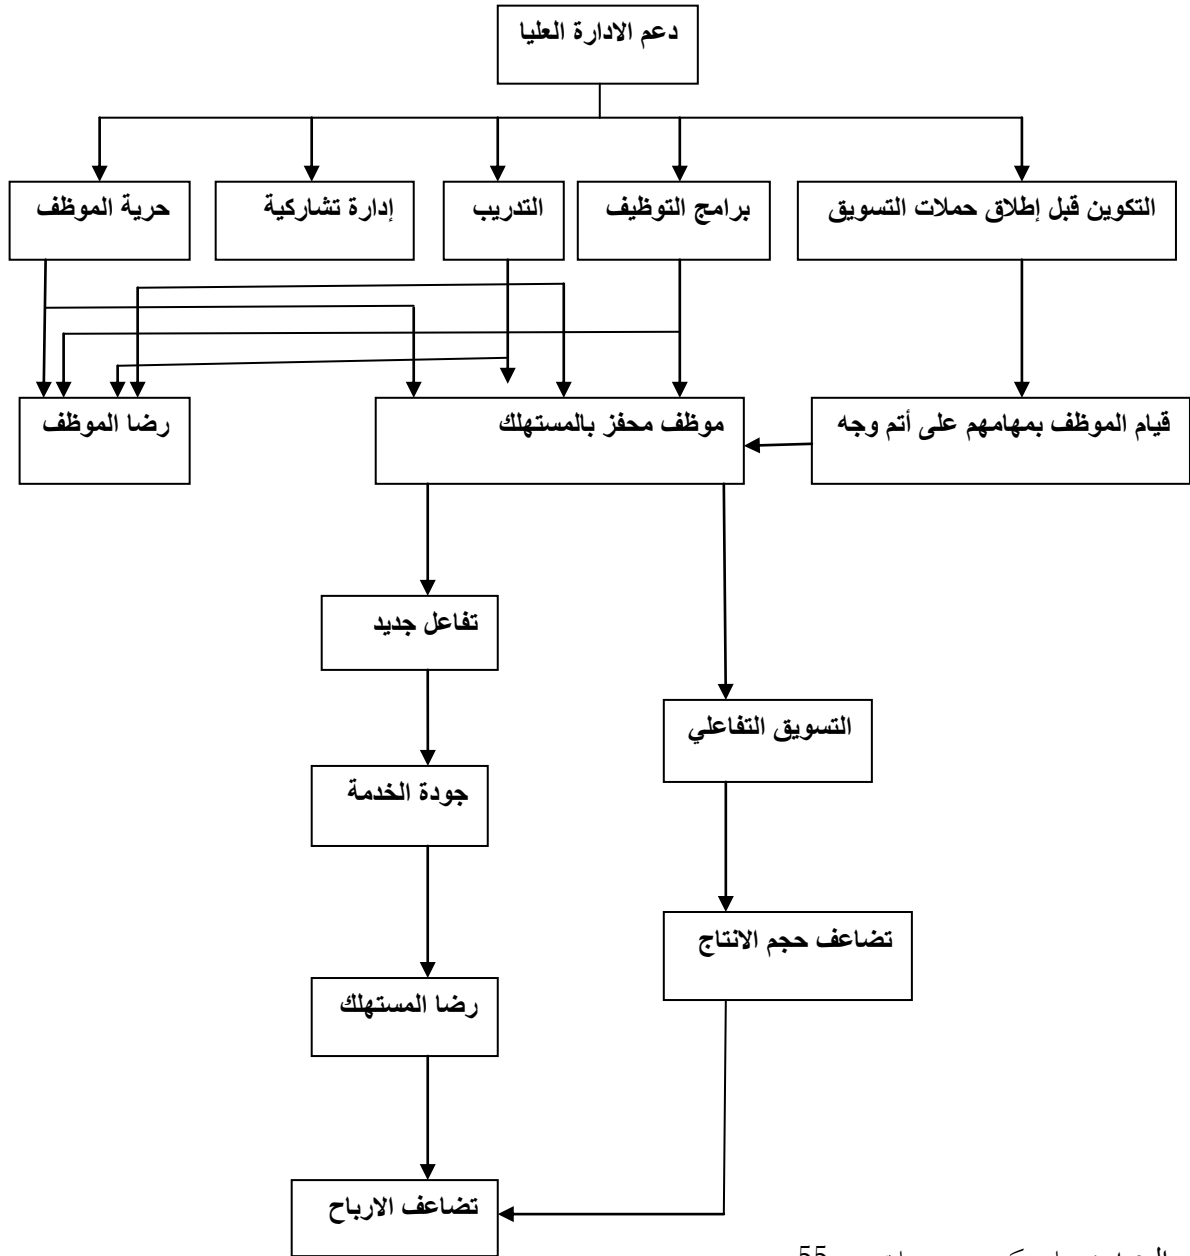 دعم الادارة العليا
التكوين قبل إطلاق حملات التسويق
برامج التوظيف
التدريب
إدارة تشاركية
حرية الموظف
قيام الموظف بمهامهم على أتم وجه
موظف محفز بالمستهلك
رضا الموظف
تفاعل جديد
التسويق التفاعلي
جودة الخدمة
تضاعف حجم الانتاج
رضا المستهلك
تضاعف الارباح
55